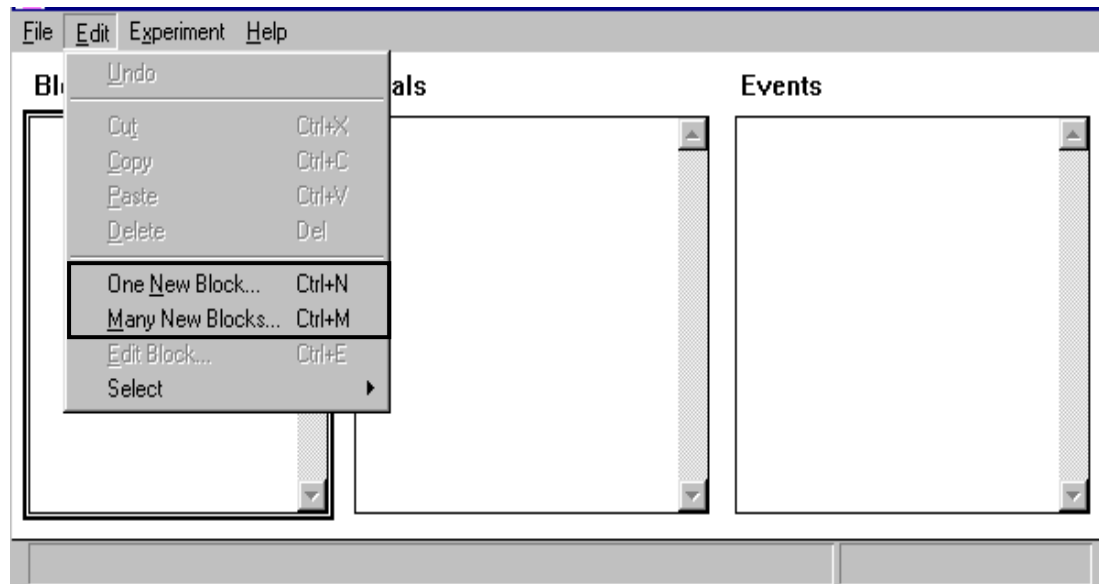 File Edit Experiment Help
Bl als Events
Undo
Cut Ctrl+X
Copy Ctrl+C
Paste Ctrl+V
Delete Del
One New Block... Ctrl+N
Many New Blocks... Ctrl+M
Edit Block... Ctrl+E
Select